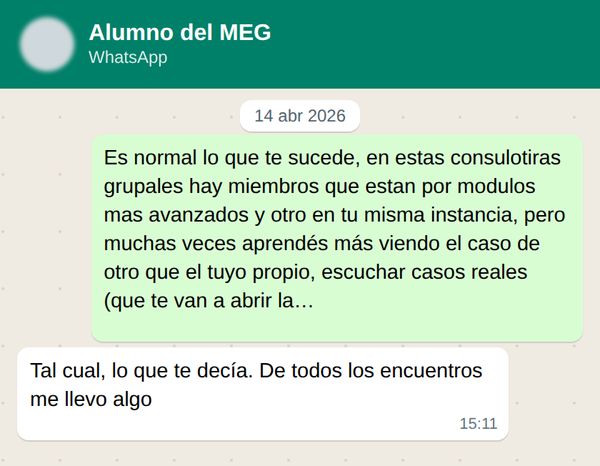 Alumno del MEG
WhatsApp
14 abr 2026
Es normal lo que te sucede, en estas consulotiras
grupales hay miembros que estan por modulos
mas avanzados y otro en tu misma instancia, pero
muchas veces aprendés más viendo el caso de
otro que el tuyo propio, escuchar casos reales
(que te van a abrir la…
Tal cual, lo que te decía. De todos los encuentros
me llevo algo
15:11